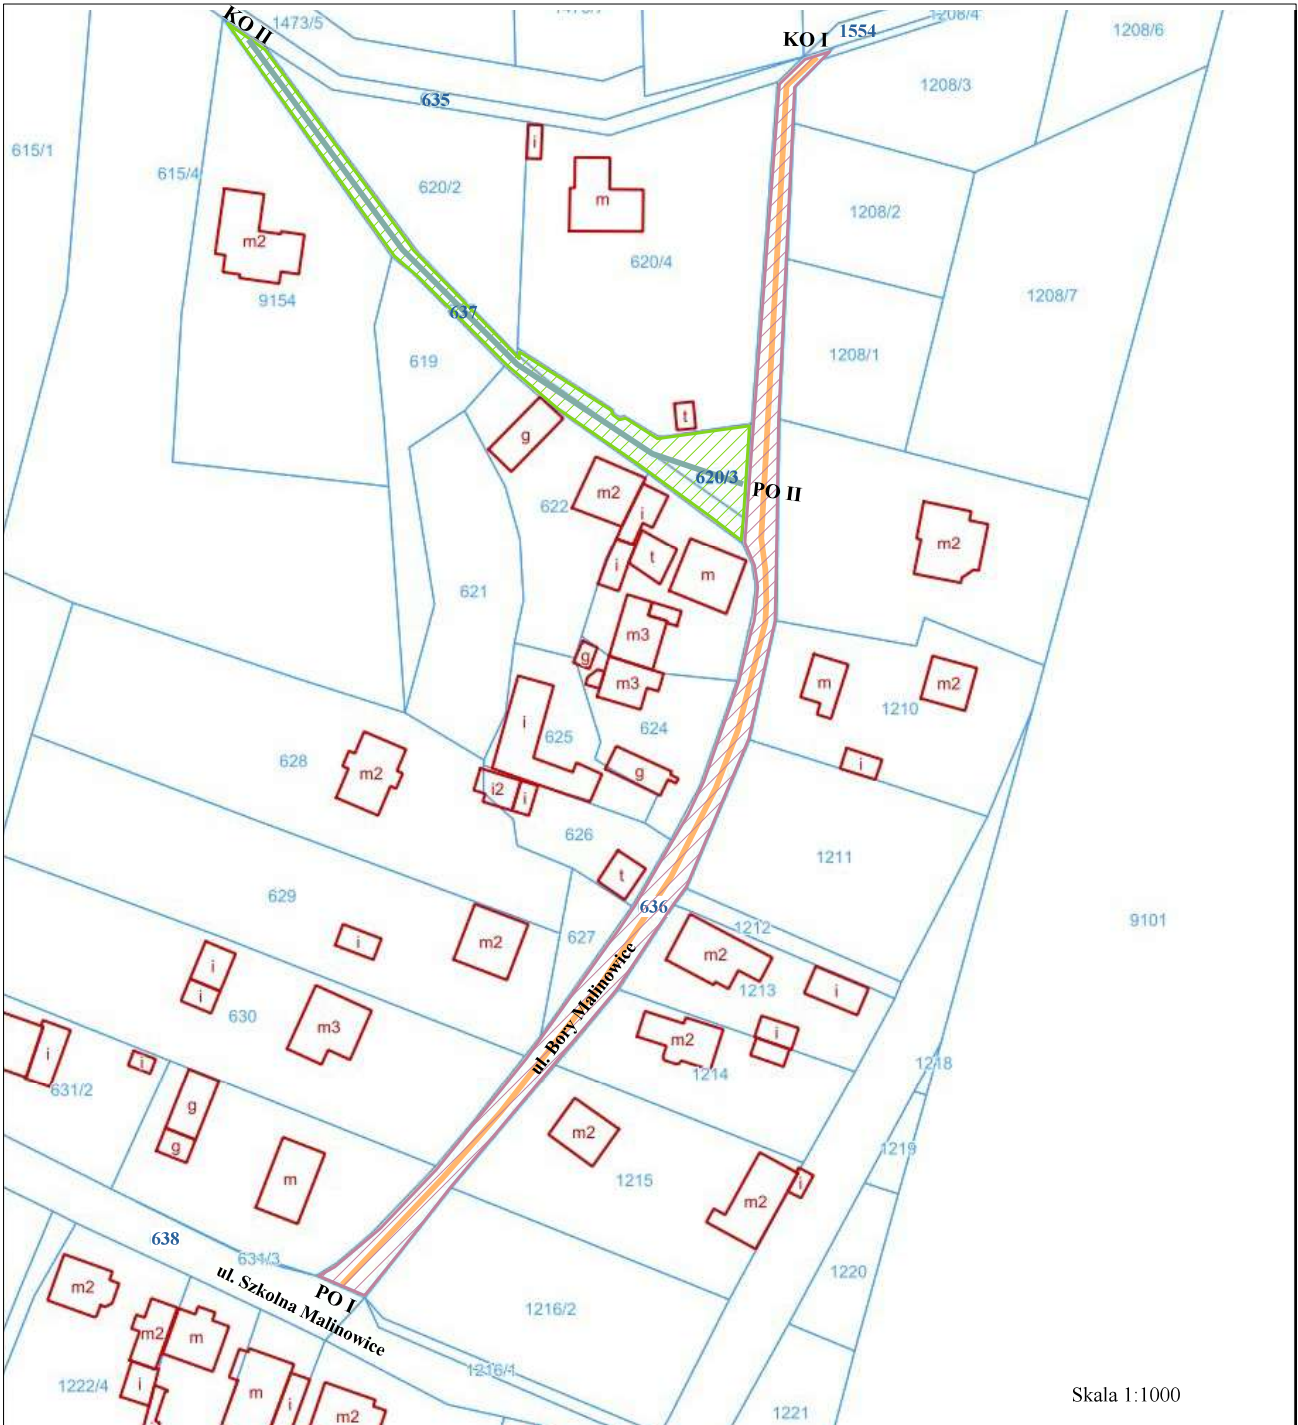 KO II
1473/5
1208/4
KO I
1554
1208/6
635
1208/3
615/1
i
615/4
620/2
m
1208/2
m2
620/4
9154
1208/7
637
619
1208/1
t
g
620/3
PO II
m2
622
i
m2
t
i
m
621
m3
g
m3
m
m2
1210
624
i
625
628
m2
g
i
i2
i
626
1211
t
629
636
9101
1212
627
i
m2
m2
i
i
1213
i
630
m3
ul. Bory Malinowice
i
m2
i
i
1214
1218
631/2
g
m2
g
1219
m
1215
i
m2
638
634/3
1220
m2
PO I
ul. Szkolna Malinowice
1216/2
m2
m
1216/1
1222/4
i
m
i
m2
Skala 1:1000
1221